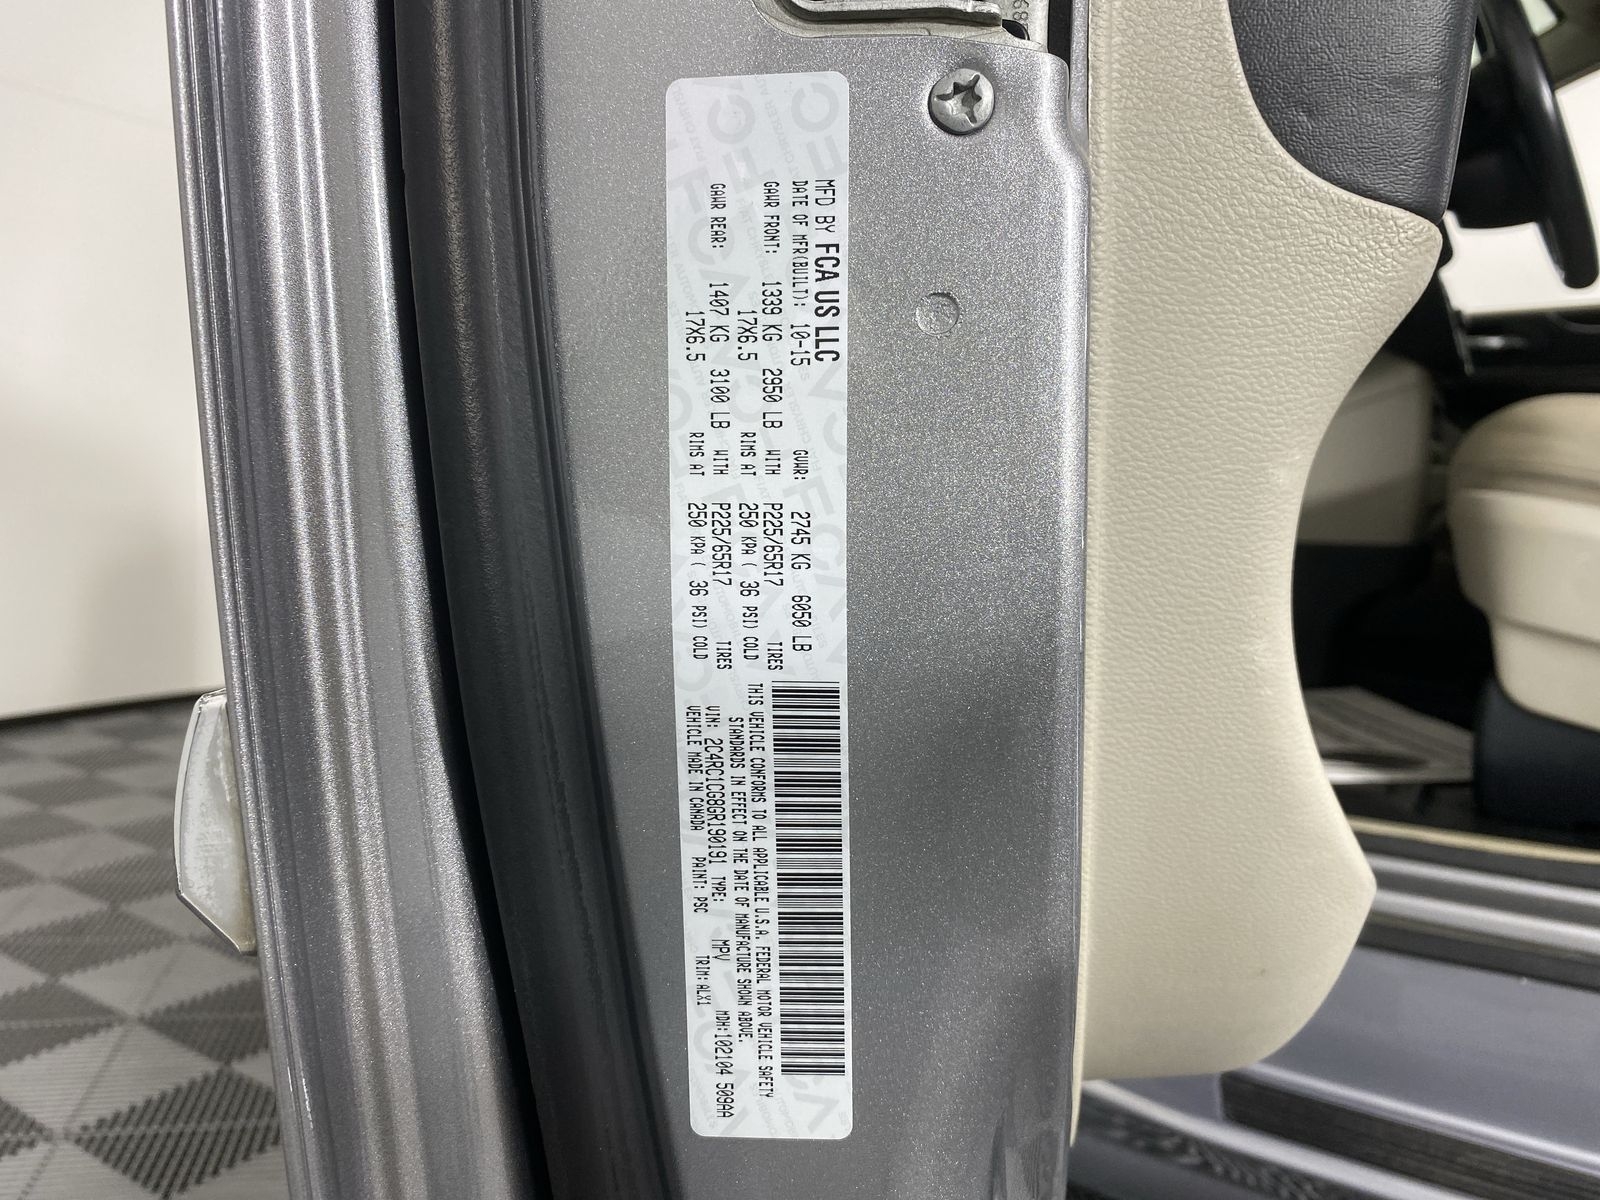 MFD BY FCA US LLC
DATE OF MFR(BUILT): 10-15 GVWR: 2745 KG 6050 LB
GAWR FRONT: 1339 KG 2950 LB WITH P225/65R17 TIRES
17X6.5 RIMS AT 250 KPA ( 36 PSI) COLD
GAWR REAR: 1407 KG 3100 LB WITH P225/65R17 TIRES
17X6.5 RIMS AT 250 KPA ( 36 PSI) COLD
THIS VEHICLE CONFORMS TO ALL APPLICABLE U.S.A. FEDERAL MOTOR VEHICLE SAFETY
STANDARDS IN EFFECT ON THE DATE OF MANUFACTURE SHOWN ABOVE.
VIN: 2C4RC1CG8GR190191 TYPE: MPV MDH:102104 509AA
VEHICLE MADE IN CANADA PAINT: PSC TRIM: ALX1